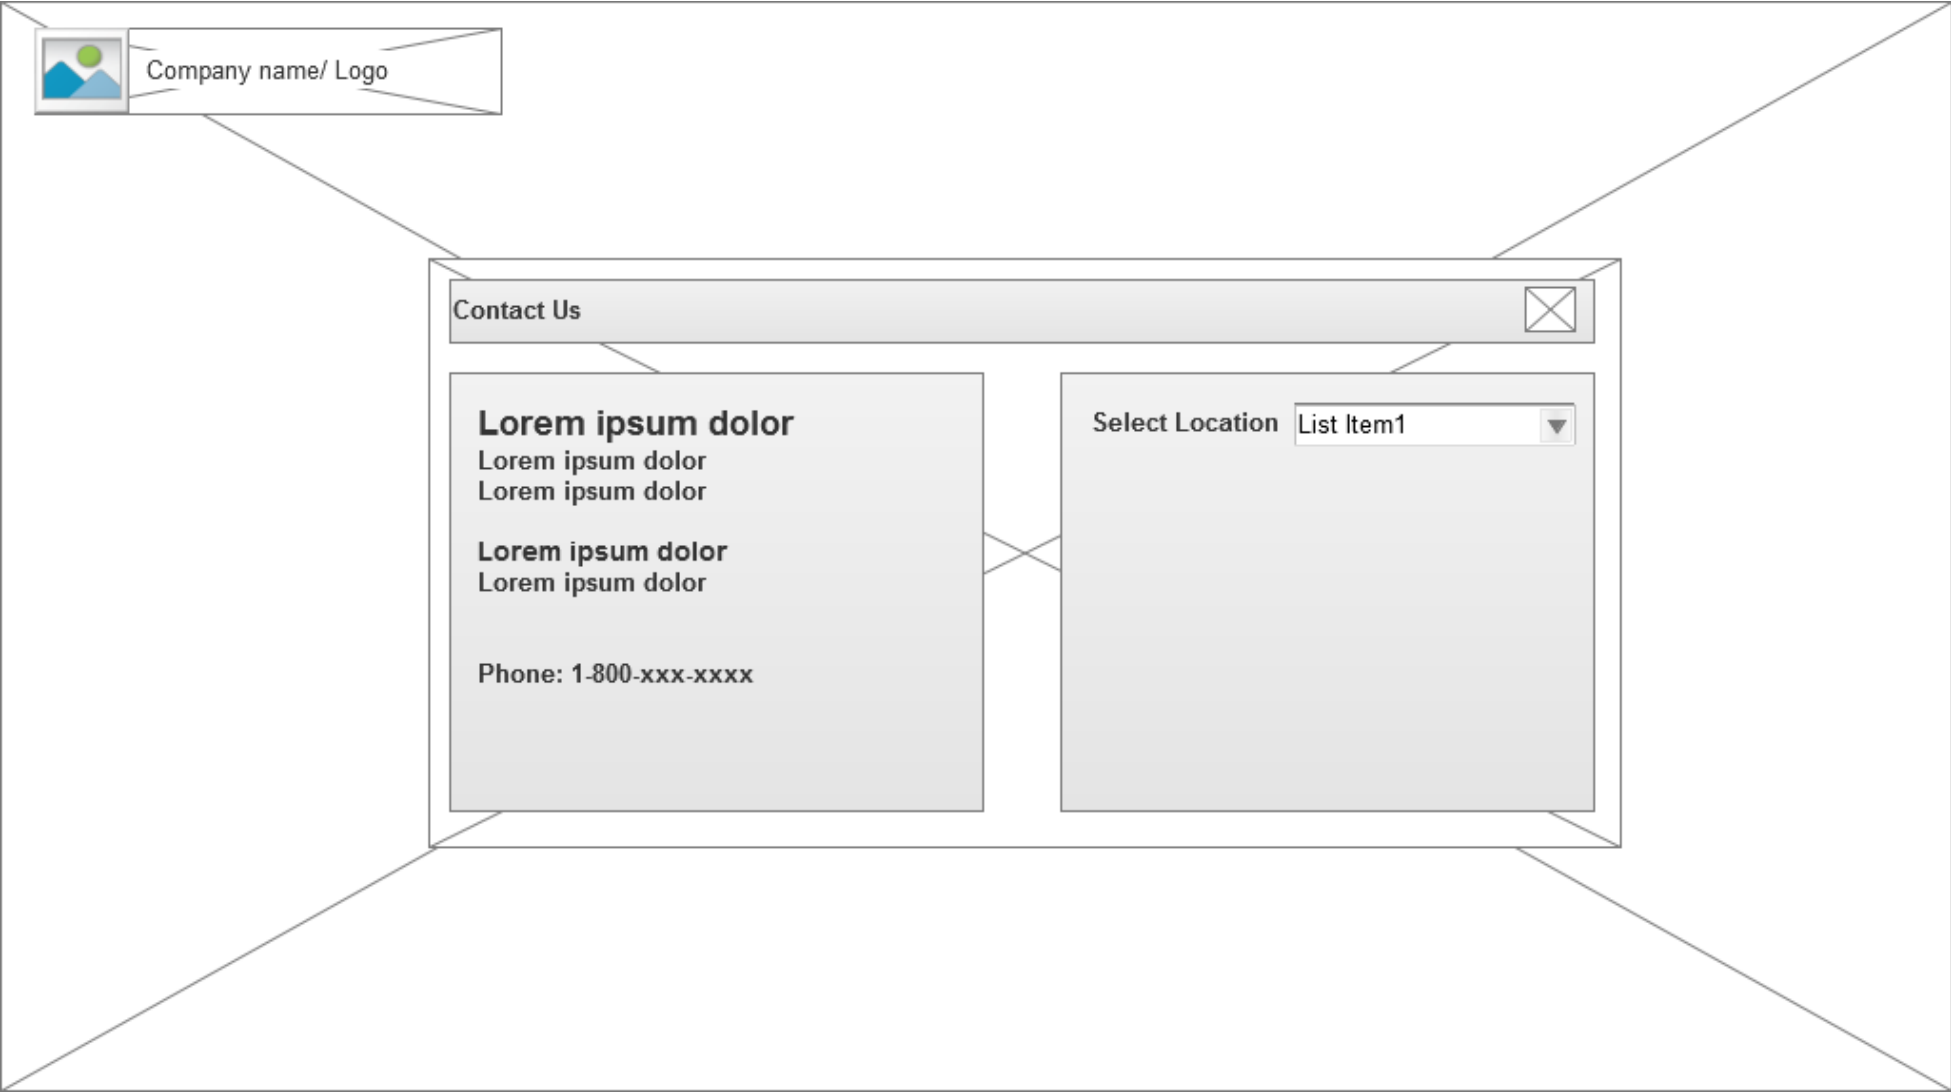 Company name/ Logo
Contact Us
Lorem ipsum dolor
Lorem ipsum dolor
Lorem ipsum dolor
Lorem ipsum dolor
Lorem ipsum dolor
Phone: 1-800-xxx-xxxx
Select Location List Item1